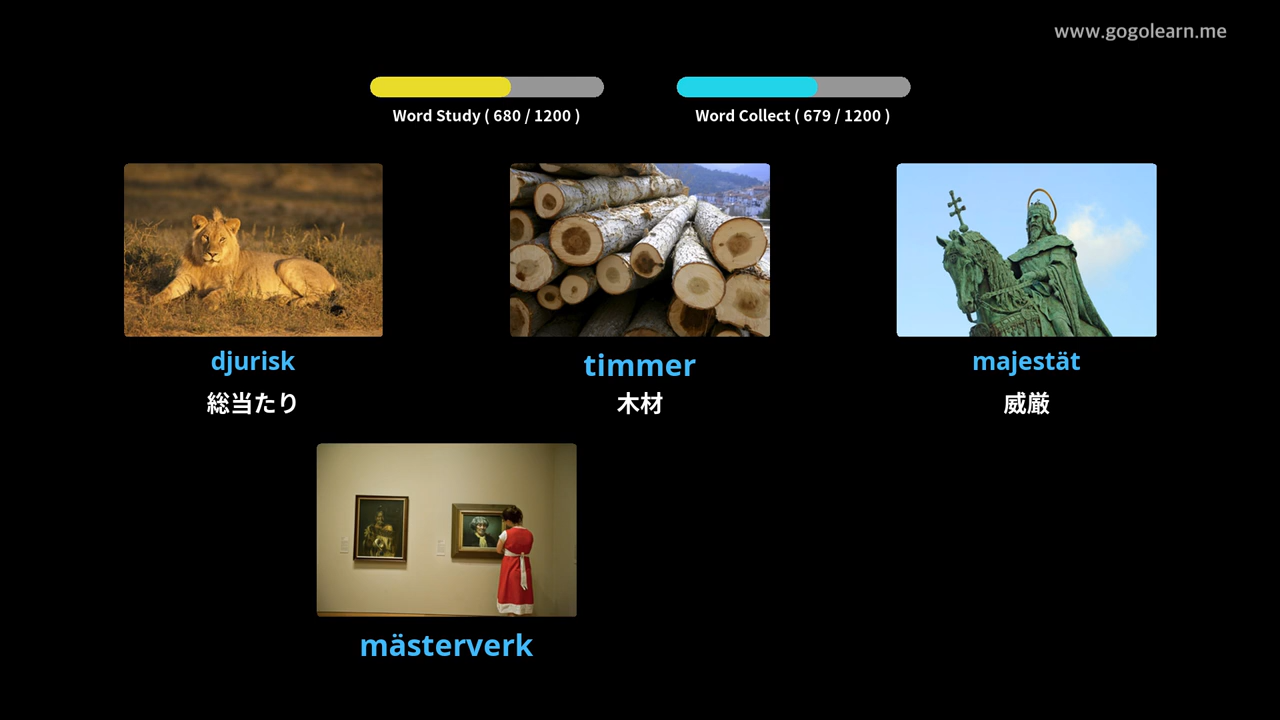 www.gogolearn.me
Word Study ( 680 / 1200 )
Word Collect ( 679 / 1200 )
djurisk
総当たり
timmer
木材
majestät
威厳
mästerverk